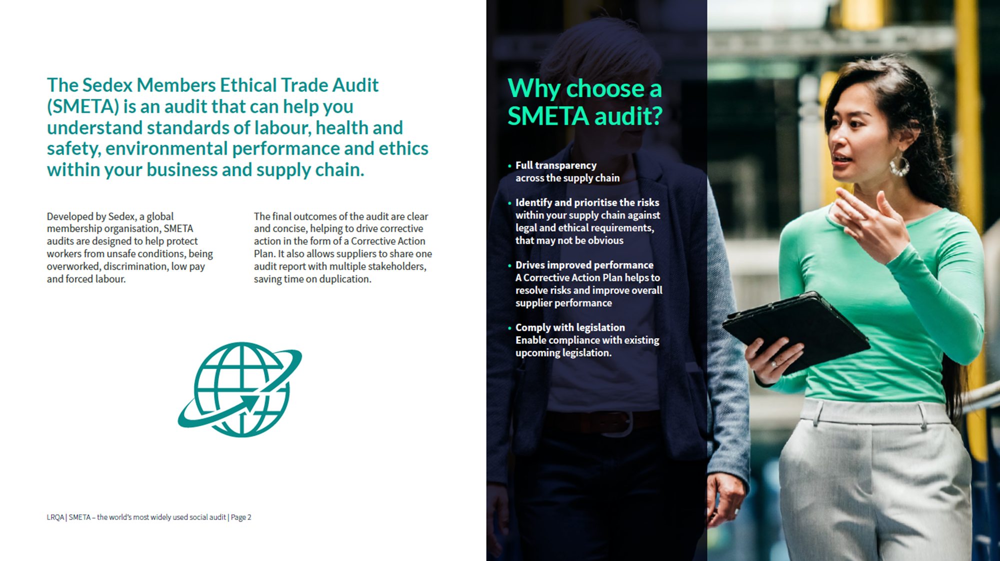 The Sedex Members Ethical Trade Audit
(SMETA) is an audit that can help you
understand standards of labour, health and
safety, environmental performance and ethics
within your business and supply chain.
Developed by Sedex, a global
membership organisation, SMETA
audits are designed to help protect
workers from unsafe conditions, being
overworked, discrimination, low pay
and forced labour.
The final outcomes of the audit are clear
and concise, helping to drive corrective
action in the form of a Corrective Action
Plan. It also allows suppliers to share one
audit report with multiple stakeholders,
saving time on duplication.
LRQA | SMETA – the world's most widely used social audit | Page 2
Why choose a
SMETA audit?
• Full transparency
across the supply chain
• Identify and prioritise the risks
within your supply chain against
legal and ethical requirements,
that may not be obvious
• Drives improved performance
A Corrective Action Plan helps to
resolve risks and improve overall
supplier performance
• Comply with legislation
Enable compliance with existing
upcoming legislation.